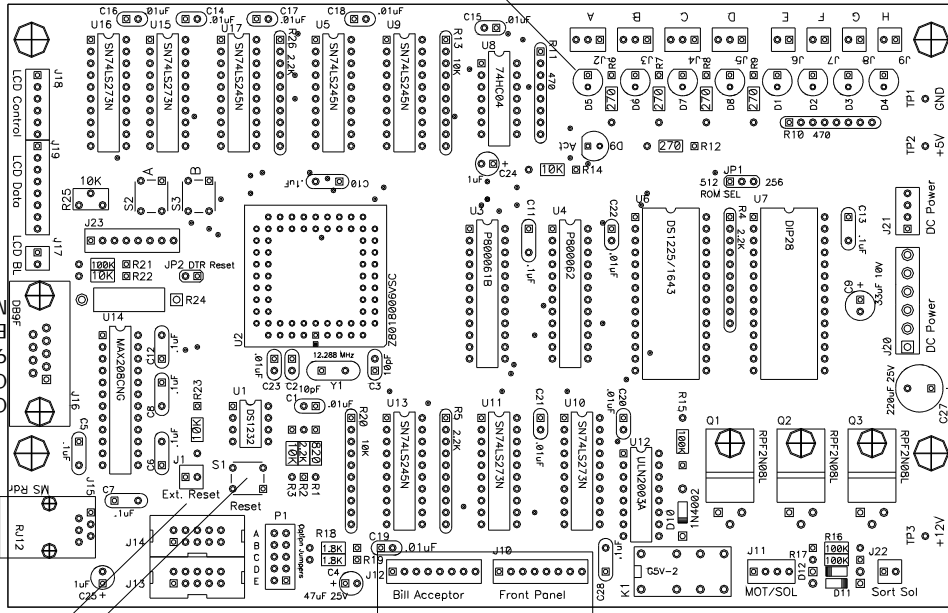 C16 .01uF C14 .01uF C17 .01uF C18 .01uF C15 .01uF
A B C D E F G H
U16 U15 U17 U5 U9 R13 U8 R11
SN74LS273N SN74LS273N SN74LS245N R26 2.2K SN74LS245N SN74LS245N 10K 74HC04 470
J2 J3 J4 J5 J6 J7 J8 J9
R6 R7 R8 R9
270 270 270 270
D5 D6 D7 D8 D1 D2 D3 D4
R10 470
TP1 GND
TP2 +5V
J18 LCD Control
J19 LCD Data
J17 LCD BL
Act D9
270 R12
1uF C24
10K R14
JP1
512 256
ROM SEL
10K
R25
A S2
B S3
.1uF C10
J23
100K R21
10K R22
JP2 DTR Reset
R24
U2
Z8018006VSC
U3 P800061B
C11 .1uF
U4 P800062
C22 .01uF
U6 DS1225/1643
R4 2.2K
U7 DIP28
C13 .1uF
C9 33uF 10V
J21 DC Power
J20 DC Power
DB9F
J16
U14 MAX208CNG
C12 .1uF
C8 .1uF
C6 .1uF
C5 .1uF
R23 10K
U1 DS1232
.01uF C23
C2 10pF
12.288 MHz
Y1
10pF C3
C1 .01uF
10K 2.2K 820
R3 R2 R1
R20 10K
U13 SN74LS245N
R5 2.2K
U11 SN74LS273N
C21 .01uF
U10 SN74LS273N
C20 .01uF
U12 ULN2003A
R15 100K
D10 1N4002
Q1 RPF2N08L
Q2 RPF2N08L
Q3 RPF2N08L
220uF 25V C27
J1
Ext. Reset
S1
Reset
MS Rdr J15
RJ12
C7 .1uF
J14
J13
1uF C25
P1
A B C D E
Option Jumpers
R18 1.8K
1.8K R19
C4 47uF 25V
C19 .01uF
J12
Bill Acceptor
J10
Front Panel
C28 .1uF
K1
G5V-2
J11
MOT/SOL
R17 R16
100K
100K
D12
D11
J22
Sort Sol
TP3 +12V